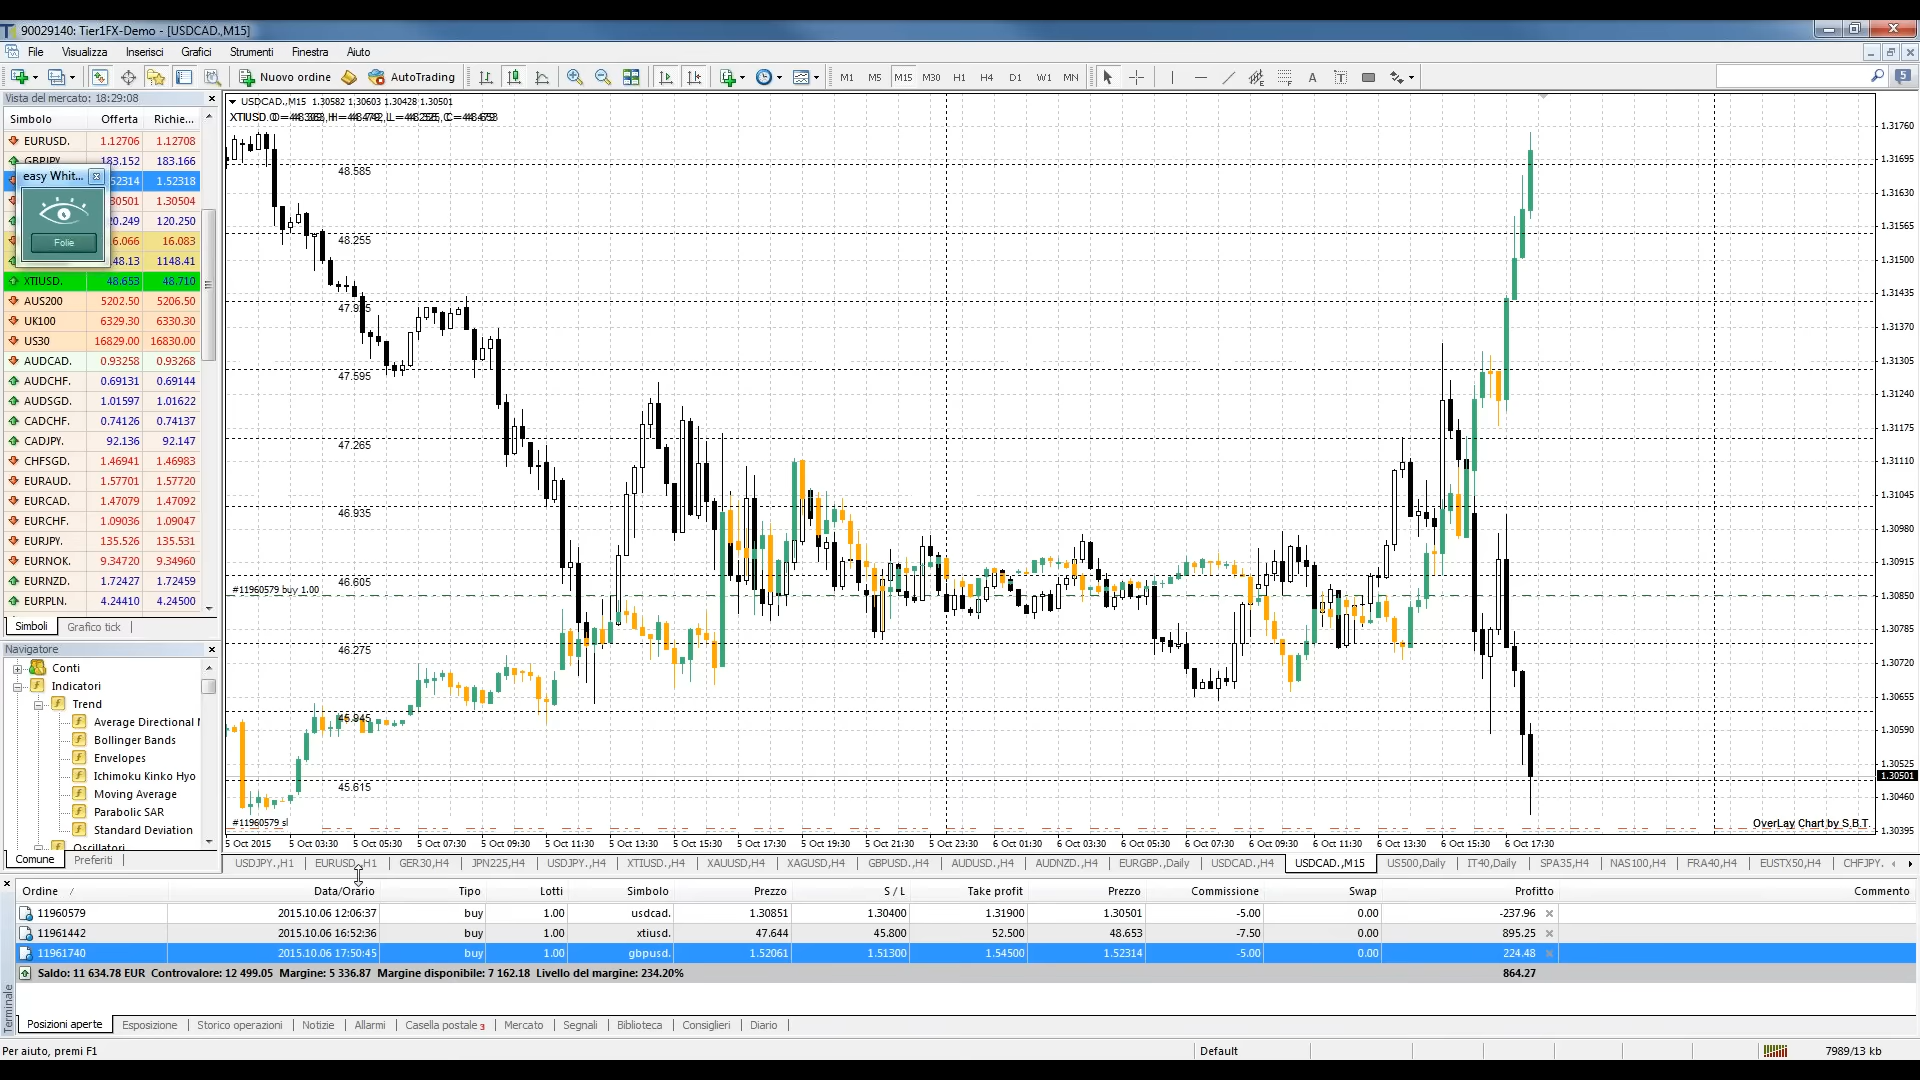 90029140: Tier1FX-Demo - [USDCAD.,M15]
File Visualizza Inserisci Grafici Strumenti Finestra Aiuto
Nuovo ordine AutoTrading M1 M5 M15 M30 H1 H4 D1 W1 MN A T 5
Vista del mercato: 18:29:08
Simbolo Offerta Richie...
EURUSD. 1.12706 1.12708
GBPJPY. 183.152 183.166
52314 1.52318
30501 1.30504
20.249 120.250
6.066 16.083
48.13 1148.41
XTIUSD. 48.653 48.710
AUS200 5202.50 5206.50
UK100 6329.30 6330.30
US30 16829.00 16830.00
AUDCAD. 0.93258 0.93268
AUDCHF. 0.69131 0.69144
AUDSGD. 1.01597 1.01622
CADCHF. 0.74126 0.74137
CADJPY. 92.136 92.147
CHFSGD. 1.46941 1.46983
EURAUD. 1.57701 1.57720
EURCAD. 1.47079 1.47092
EURCHF. 1.09036 1.09047
EURJPY. 135.526 135.531
EURNOK. 9.34720 9.34960
EURNZD. 1.72427 1.72459
EURPLN. 4.24410 4.24500
easy Whit...
Folie
Simboli Grafico tick
Navigatore
Conti
Indicatori
Trend
Average Directional
Bollinger Bands
Envelopes
Ichimoku Kinko Hyo
Moving Average
Parabolic SAR
Standard Deviation
Oscillatori
Comune Preferiti
USDCAD.,M15 1.30582 1.30603 1.30428 1.30501
48.585
48.255
47.925
47.595
47.265
46.935
46.605
46.275
45.945
45.615
#11960579 buy 1.00
#11960579 sl
OverLay Chart by S.B.T.
1.31760
1.31695
1.31630
1.31565
1.31500
1.31435
1.31370
1.31305
1.31240
1.31175
1.31110
1.31045
1.30980
1.30915
1.30850
1.30785
1.30720
1.30655
1.30590
1.30525
1.30501
1.30460
1.30395
5 Oct 2015 5 Oct 03:30 5 Oct 05:30 5 Oct 07:30 5 Oct 09:30 5 Oct 11:30 5 Oct 13:30 5 Oct 15:30 5 Oct 17:30 5 Oct 19:30 5 Oct 21:30 5 Oct 23:30 6 Oct 01:30 6 Oct 03:30 6 Oct 05:30 6 Oct 07:30 6 Oct 09:30 6 Oct 11:30 6 Oct 13:30 6 Oct 15:30 6 Oct 17:30
USDJPY.,H1 EURUSD.,H1 GER30,H4 JPN225,H4 USDJPY.,H4 XTIUSD.,H4 XAUUSD,H4 XAGUSD,H4 GBPUSD.,H4 AUDUSD.,H4 AUDNZD.,H4 EURGBP.,Daily USDCAD.,H4 USDCAD.,M15 US500,Daily IT40,Daily SPA35,H4 NAS100,H4 FRA40,H4 EUSTX50,H4 CHFJPY.
Ordine / Data/Orario Tipo Lotti Simbolo Prezzo S / L Take profit Prezzo Commissione Swap Profitto Commento
11960579 2015.10.06 12:06:37 buy 1.00 usdcad. 1.30851 1.30400 1.31900 1.30501 -5.00 0.00 -237.96
11961442 2015.10.06 16:52:36 buy 1.00 xtiusd. 47.644 45.800 52.500 48.653 -7.50 0.00 895.25
11961740 2015.10.06 17:50:45 buy 1.00 gbpusd. 1.52061 1.51300 1.54500 1.52314 -5.00 0.00 224.48
Saldo: 11 634.78 EUR Controvalore: 12 499.05 Margine: 5 336.87 Margine disponibile: 7 162.18 Livello del margine: 234.20% 864.27
Terminale
Posizioni aperte Esposizione Storico operazioni Notizie Allarmi Casella postale 3 Mercato Segnali Biblioteca Consiglieri Diario
Per aiuto, premi F1 Default 7989/13 kb